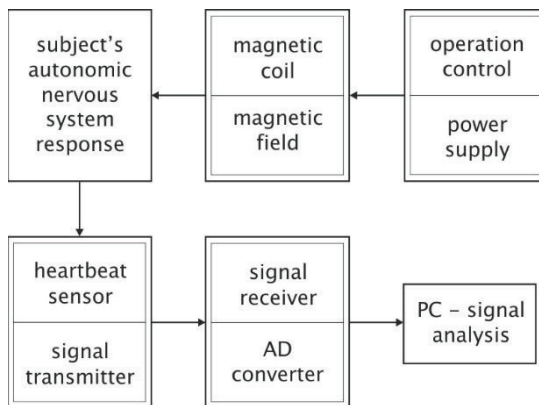 subject's
autonomic
nervous
system
response
magnetic
coil
magnetic
field
operation
control
power
supply
heartbeat
sensor
signal
transmitter
signal
receiver
AD
converter
PC – signal
analysis